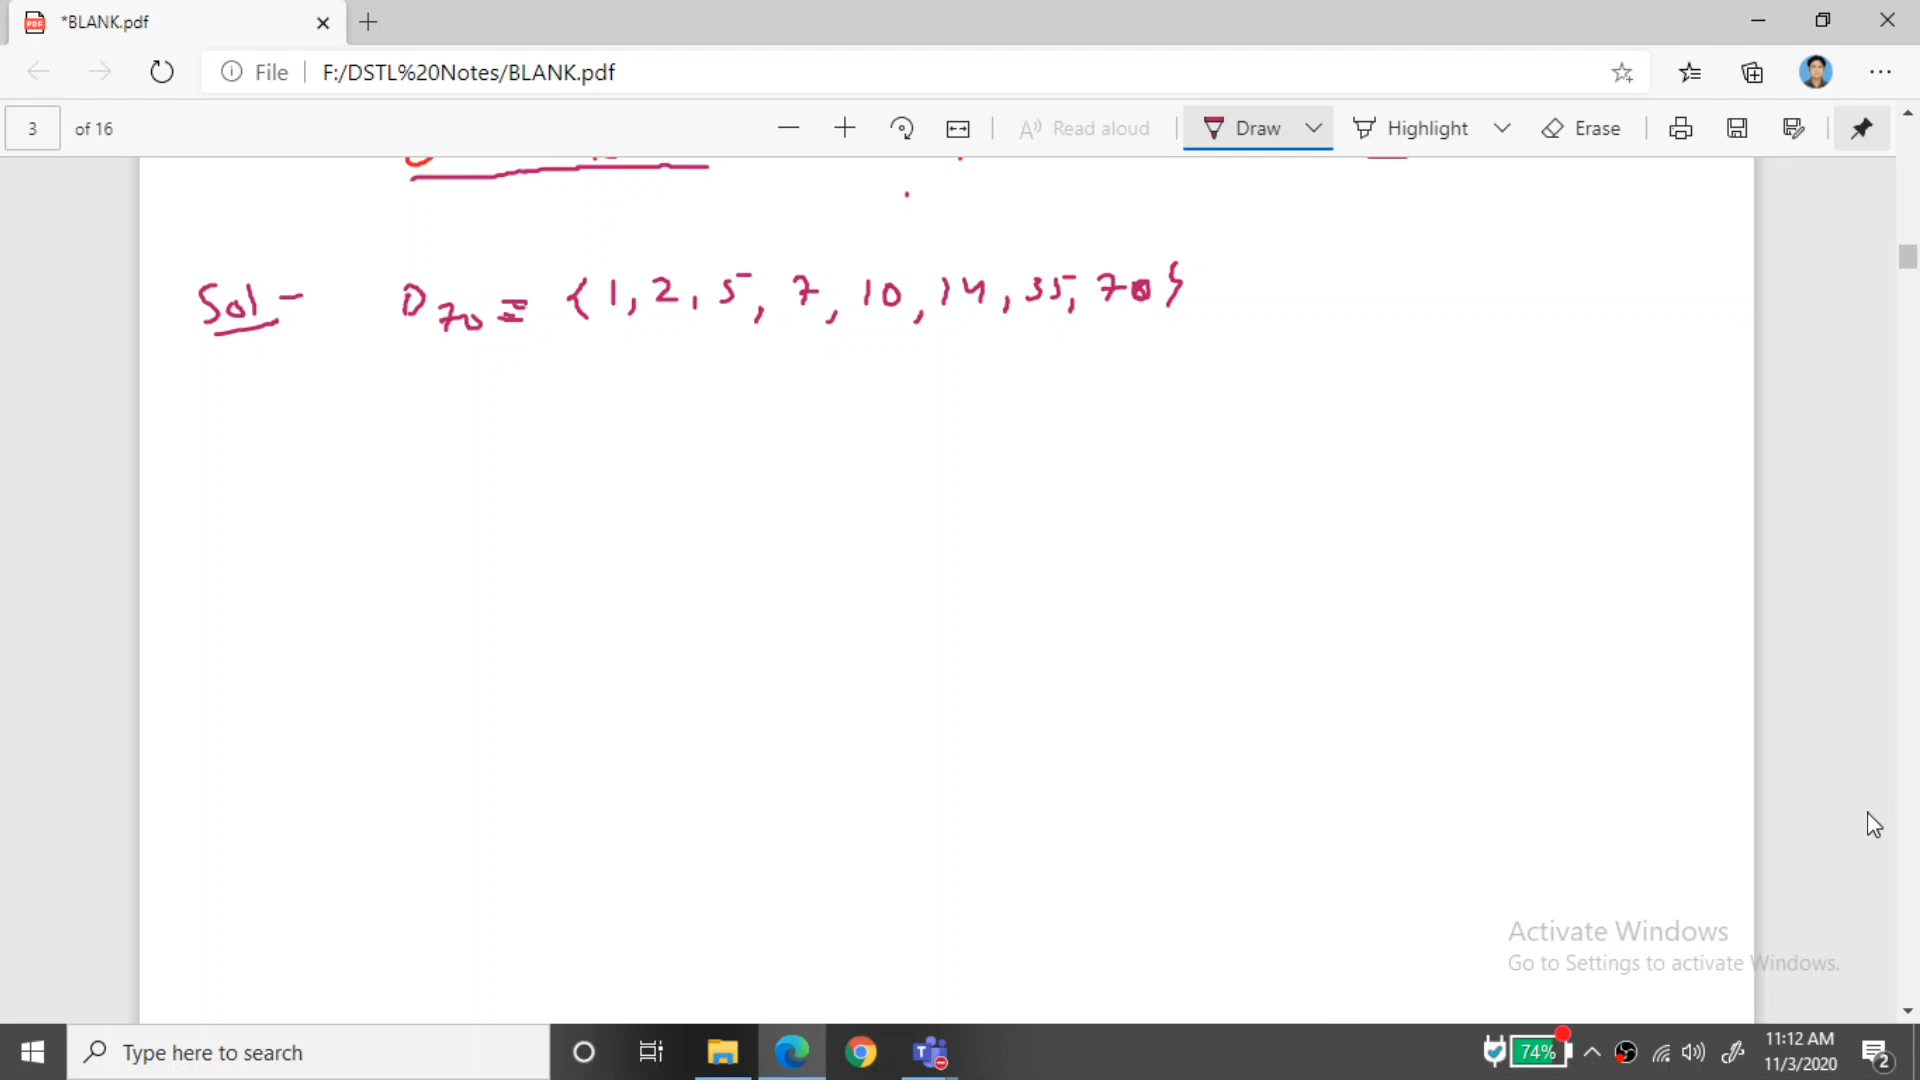 *BLANK.pdf
File F:/DSTL%20Notes/BLANK.pdf
3 of 16 Read aloud Draw Highlight Erase
Sol - D70 = {1, 2, 5, 7, 10, 14, 35, 70}
Activate Windows
Go to Settings to activate Windows.
Type here to search 74% 11:12 AM
11/3/2020 2